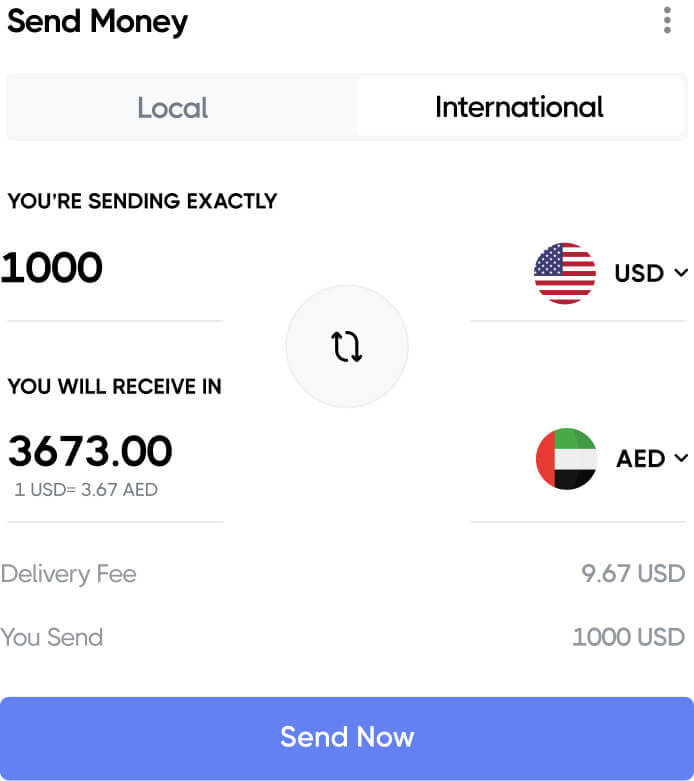 Send Money
Local International
YOU'RE SENDING EXACTLY
1000 USD
YOU WILL RECEIVE IN
3673.00 AED
1 USD= 3.67 AED
Delivery Fee 9.67 USD
You Send 1000 USD
Send Now